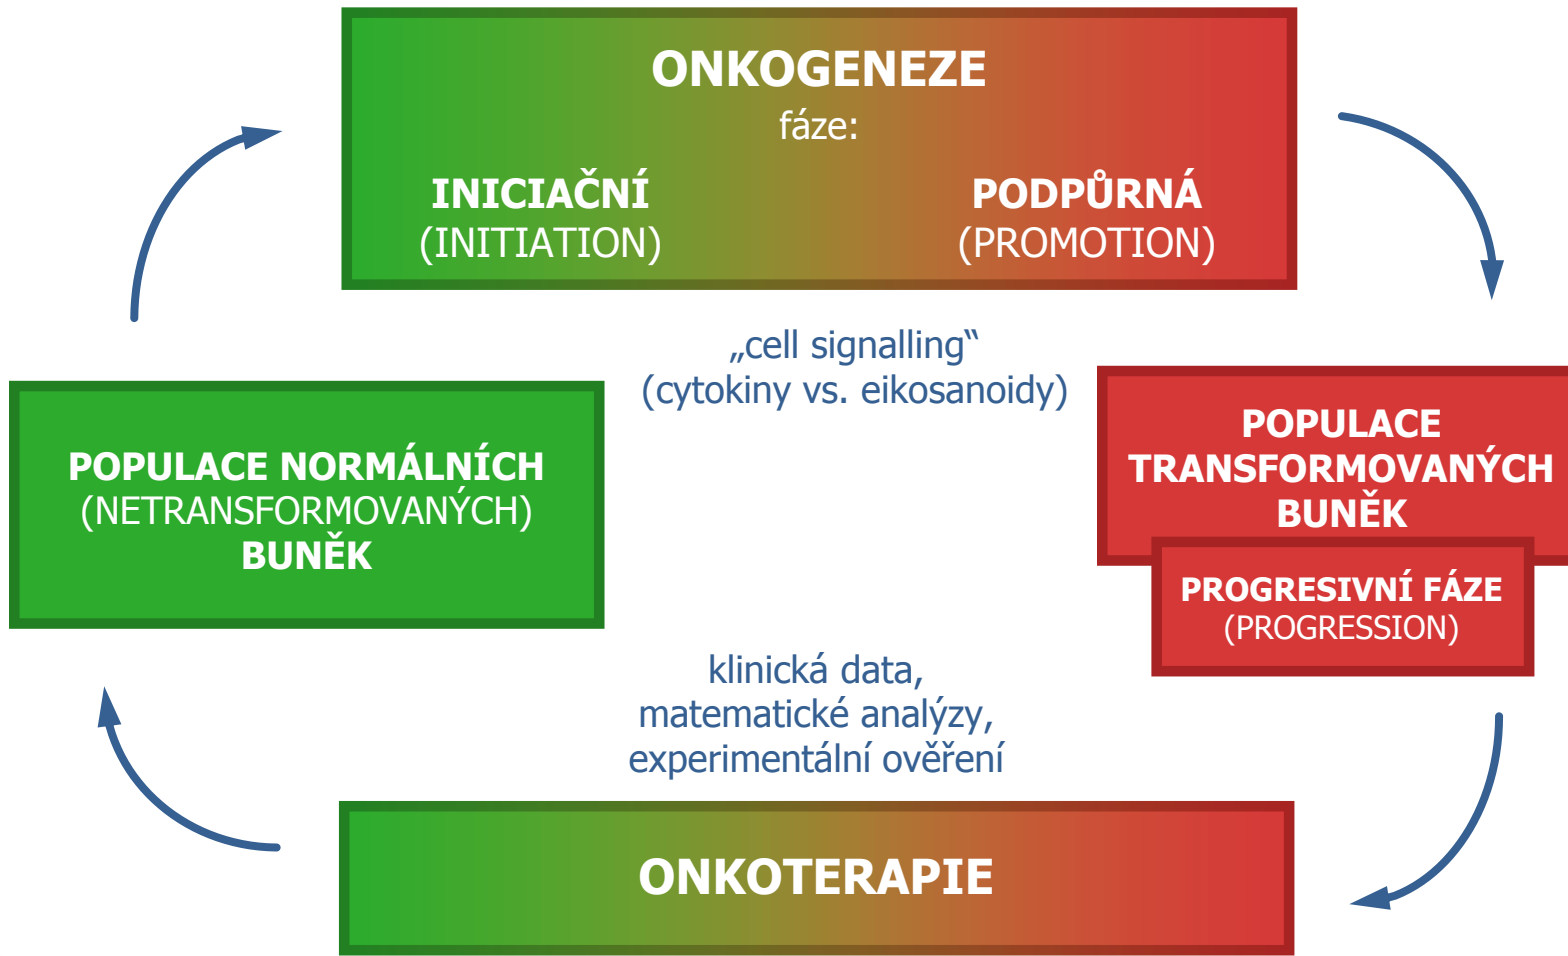 ONKOGENEZE
fáze:
INICIAČNÍ
(INITIATION)
PODPŮRNÁ
(PROMOTION)
„cell signalling“
(cytokiny vs. eikosanoidy)
POPULACE NORMÁLNÍCH
(NETRANSFORMOVANÝCH)
BUNĚK
POPULACE
TRANSFORMOVANÝCH
BUNĚK
PROGRESIVNÍ FÁZE
(PROGRESSION)
klinická data,
matematické analýzy,
experimentální ověření
ONKOTERAPIE